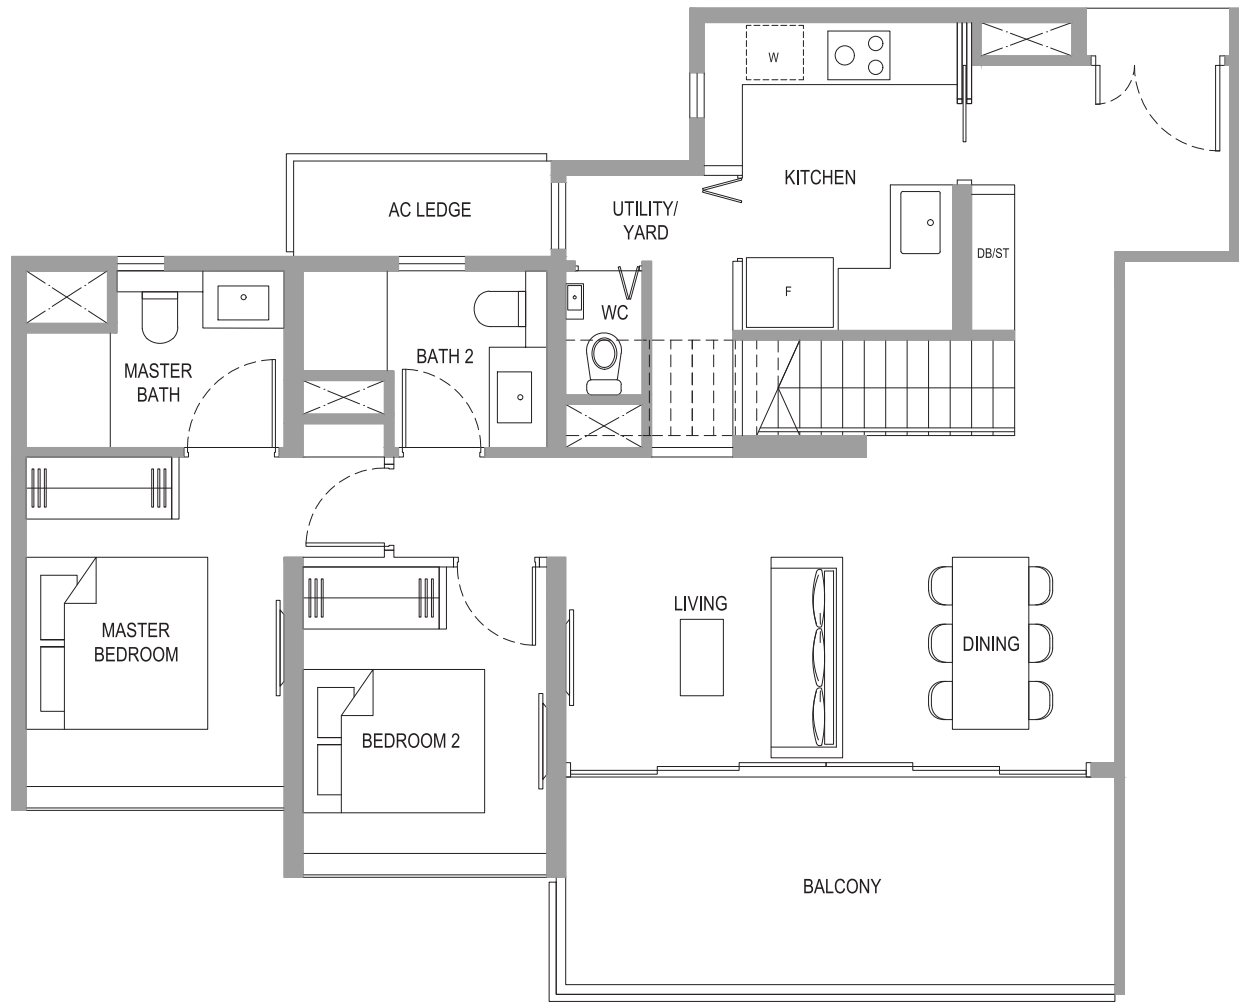 W
KITCHEN
AC LEDGE
UTILITY/
YARD
DB/ST
F
WC
BATH 2
MASTER
BATH
LIVING
MASTER
BEDROOM
DINING
BEDROOM 2
BALCONY